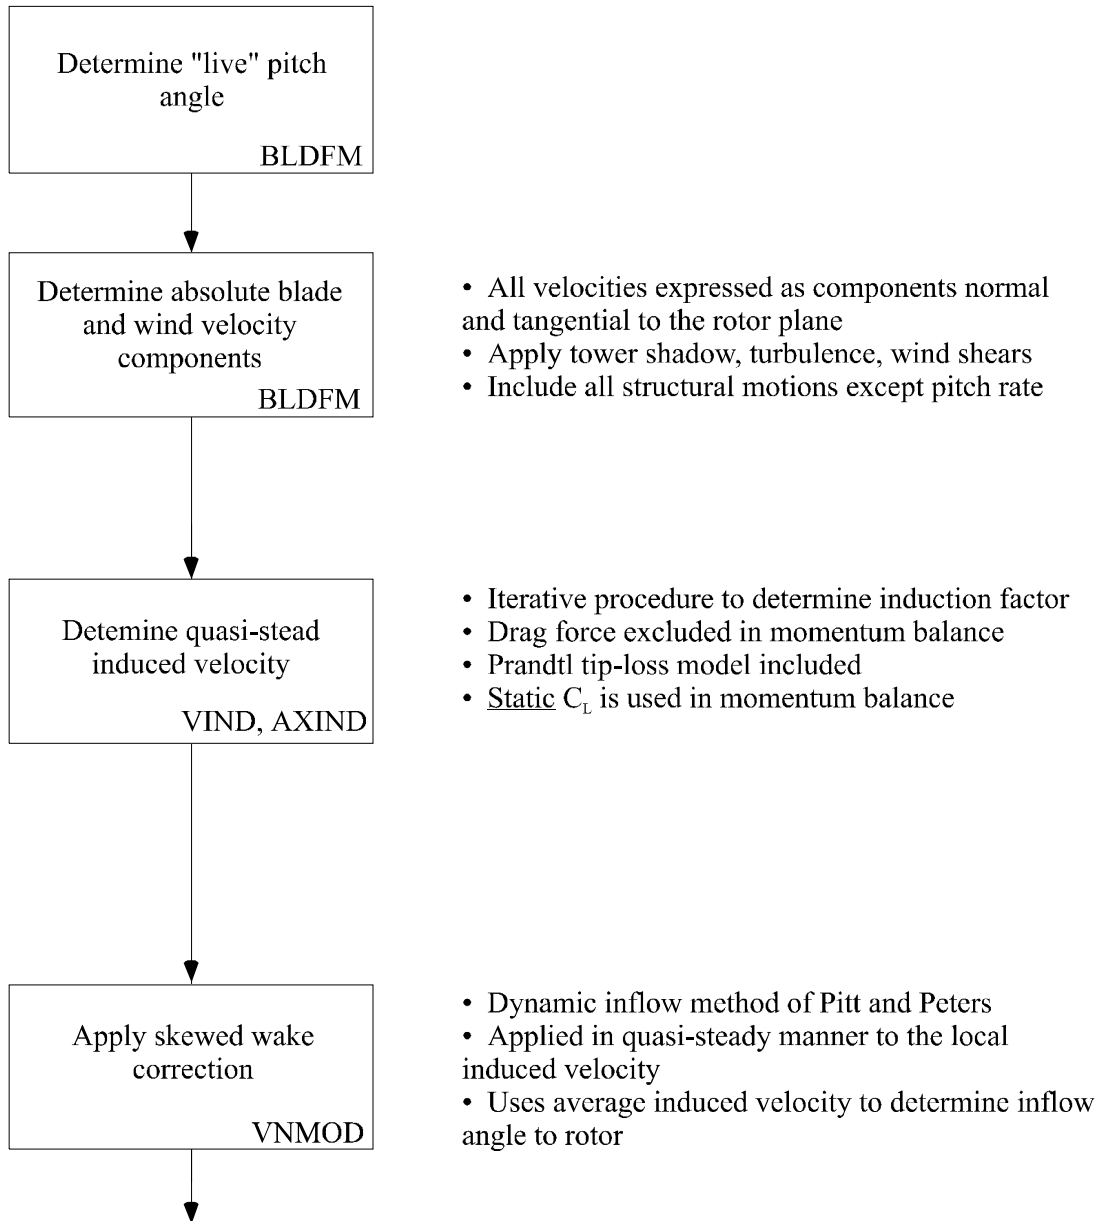 Determine "live" pitch
angle
BLDFM
Determine absolute blade
and wind velocity
components
BLDFM
• All velocities expressed as components normal
and tangential to the rotor plane
• Apply tower shadow, turbulence, wind shears
• Include all structural motions except pitch rate
Detemine quasi-stead
induced velocity
VIND, AXIND
• Iterative procedure to determine induction factor
• Drag force excluded in momentum balance
• Prandtl tip-loss model included
• Static C_L is used in momentum balance
Apply skewed wake
correction
VNMOD
• Dynamic inflow method of Pitt and Peters
• Applied in quasi-steady manner to the local
induced velocity
• Uses average induced velocity to determine inflow
angle to rotor